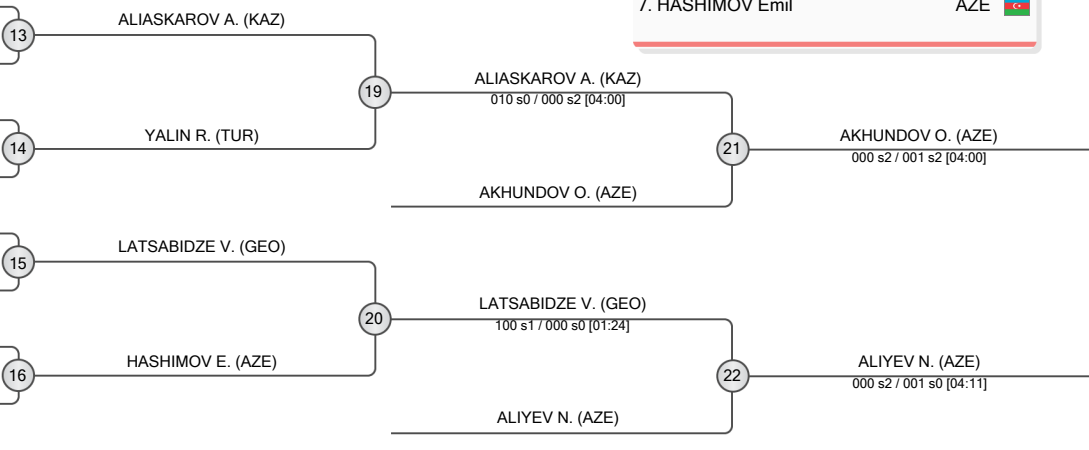 7. HASHIMOV Emil AZE
13
ALIASKAROV A. (KAZ)
19
ALIASKAROV A. (KAZ)
010 s0 / 000 s2 [04:00]
14
YALIN R. (TUR)
21
AKHUNDOV O. (AZE)
000 s2 / 001 s2 [04:00]
AKHUNDOV O. (AZE)
15
LATSABIDZE V. (GEO)
20
LATSABIDZE V. (GEO)
100 s1 / 000 s0 [01:24]
16
HASHIMOV E. (AZE)
22
ALIYEV N. (AZE)
000 s2 / 001 s0 [04:11]
ALIYEV N. (AZE)